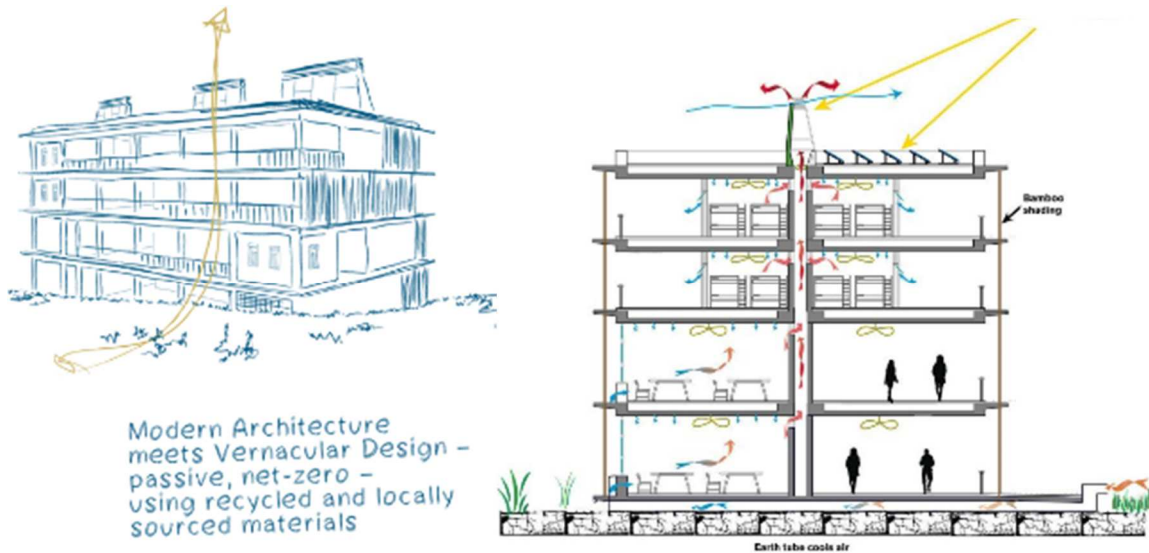 Modern Architecture
meets Vernacular Design –
passive, net-zero –
using recycled and locally
sourced materials
Bamboo
shading
Earth tube cools air